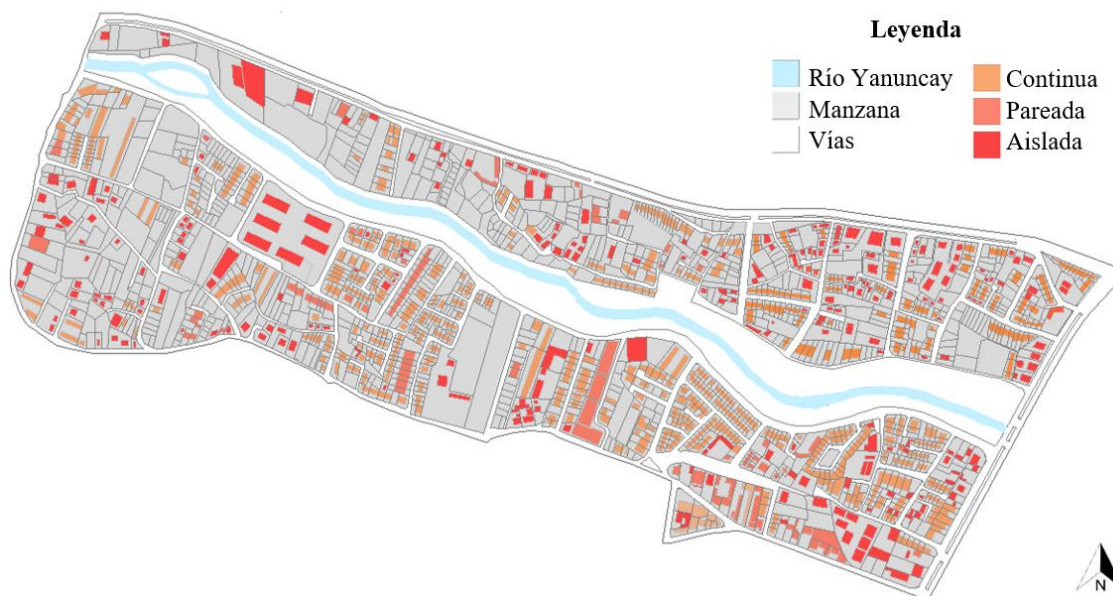 Leyenda
Río Yanuncay
Manzana
Vías
Continua
Pareada
Aislada
N